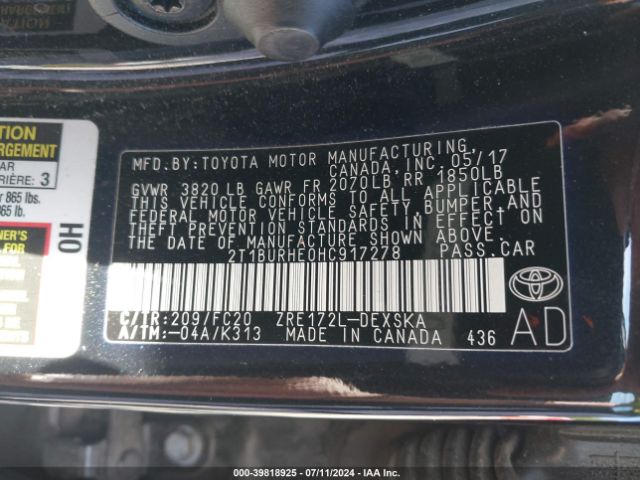 TION
RGEMENT
AR
RIÈRE: 3
r 865 lbs.
865 lb.
NER'S
FOR
HO
MFD. BY: TOYOTA MOTOR MANUFACTURING,
CANADA, INC. 05/17
GVWR 3820 LB GAWR FR 2070LB RR 1850LB
THIS VEHICLE CONFORMS TO ALL APPLICABLE
FEDERAL MOTOR VEHICLE SAFETY, BUMPER AND
THEFT PREVENTION STANDARDS IN EFFECT ON
THE DATE OF MANUFACTURE SHOWN ABOVE.
2T1BURHE0HC917278 PASS.CAR
C/TR:209/FC20 ZRE172L-DEXSKA
A/TM:-04A/K313 MADE IN CANADA 436
AD
000-39818925 - 07/11/2024 - IAA Inc.